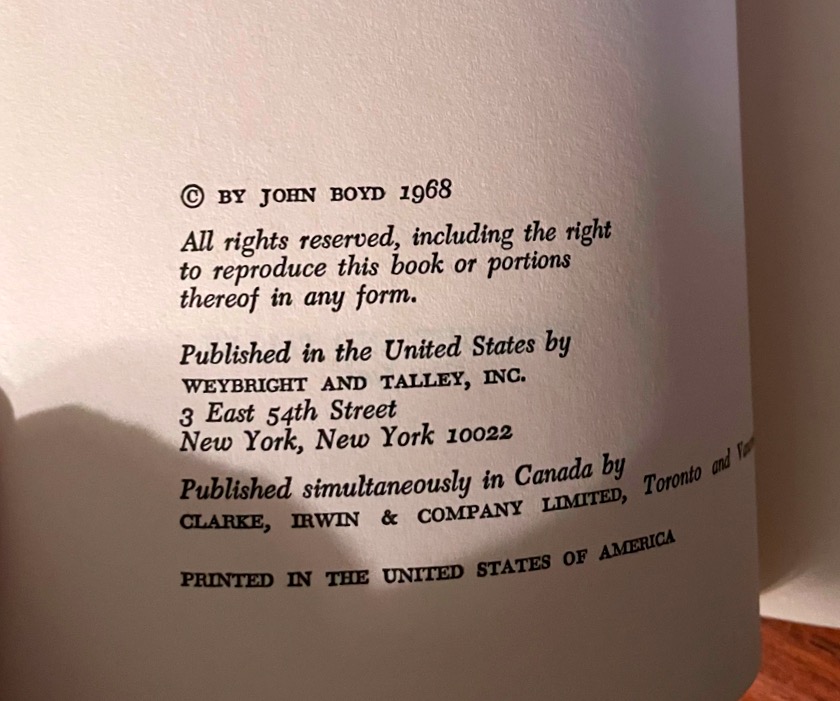 © BY JOHN BOYD 1968
All rights reserved, including the right
to reproduce this book or portions
thereof in any form.
Published in the United States by
WEYBRIGHT AND TALLEY, INC.
3 East 54th Street
New York, New York 10022
Published simultaneously in Canada by
CLARKE, IRWIN & COMPANY LIMITED, Toronto and
PRINTED IN THE UNITED STATES OF AMERICA